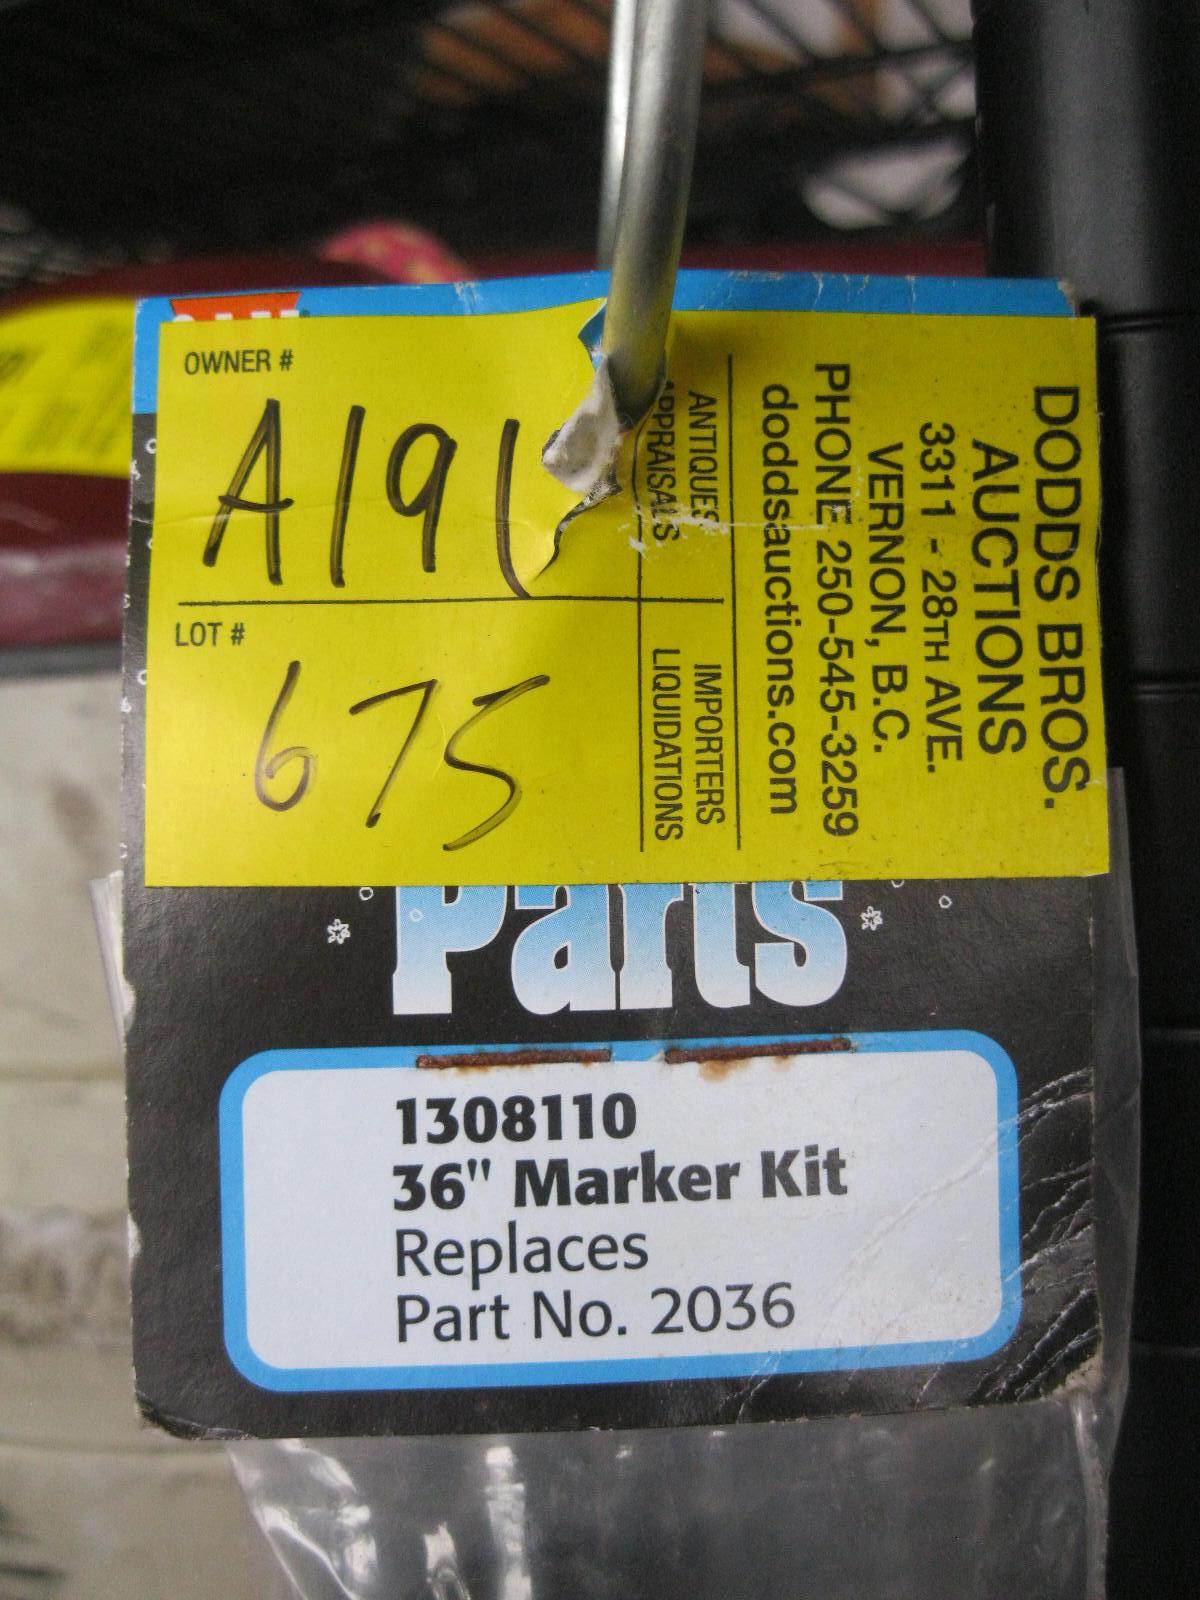 OWNER #
A191
LOT #
675
ANTIQUES
APPRAISALS
IMPORTERS
LIQUIDATIONS
DODDS BROS.
AUCTIONS
3311 - 28TH AVE.
VERNON, B.C.
PHONE 250-545-3259
doddsauctions.com
Parts
1308110
36" Marker Kit
Replaces
Part No. 2036